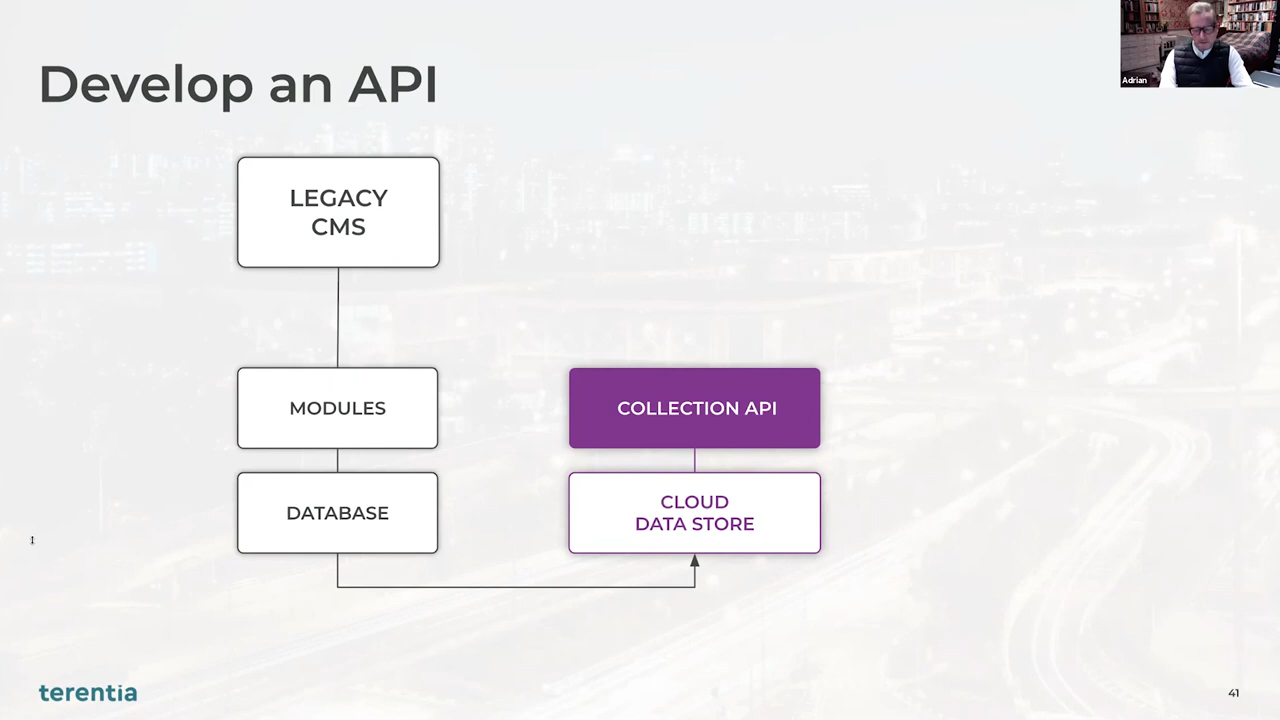 Develop an API
Adrian
LEGACY
CMS
MODULES
COLLECTION API
DATABASE
CLOUD
DATA STORE
terentia
41